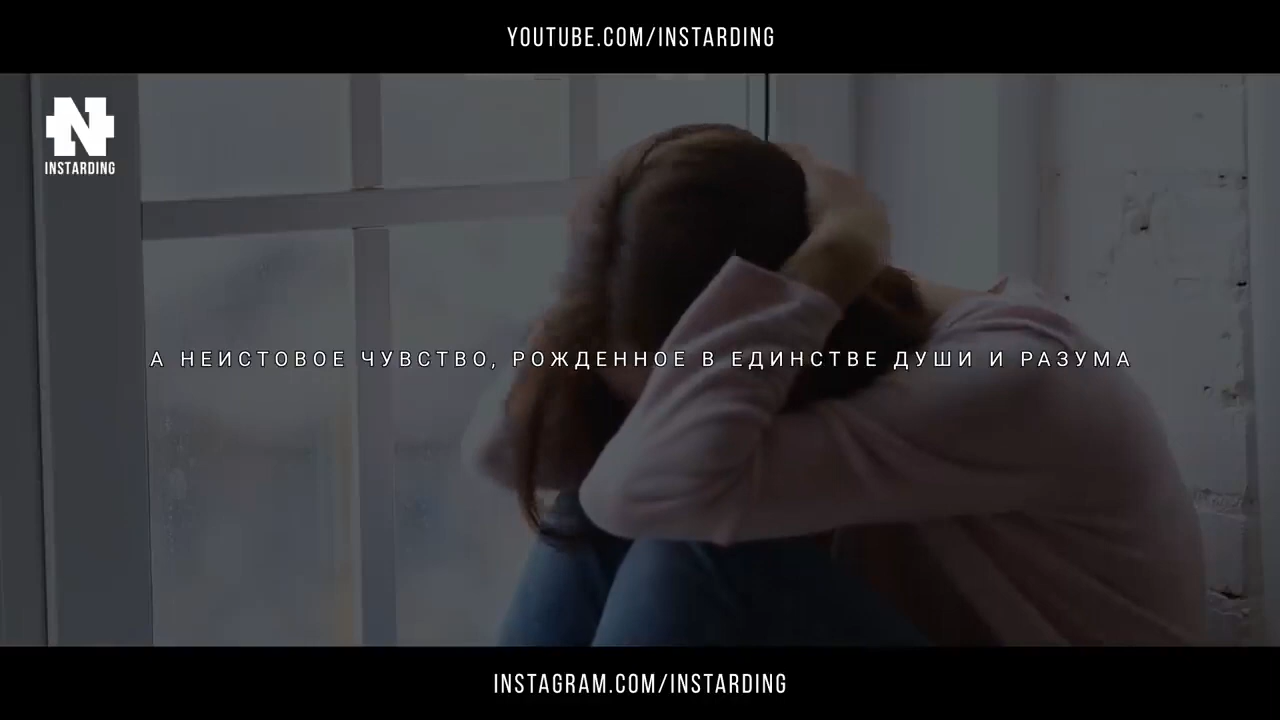 YOUTUBE.COM/INSTARDING
N
INSTARDING
А НЕИСТОВОЕ ЧУВСТВО, РОЖДЕННОЕ В ЕДИНСТВЕ ДУШИ И РАЗУМА
INSTAGRAM.COM/INSTARDING